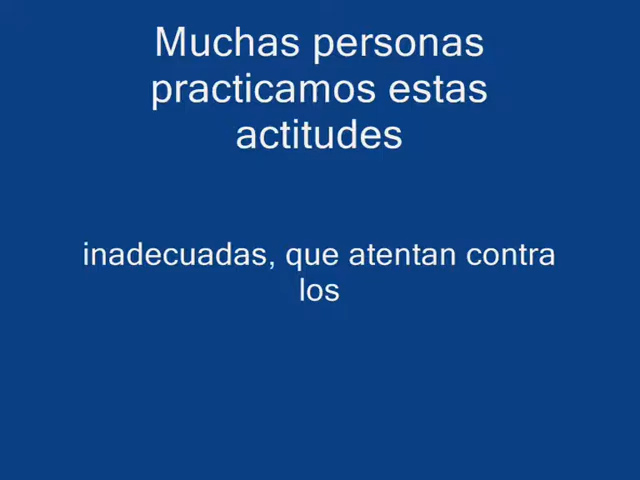 Muchas personas
practicamos estas
actitudes
inadecuadas, que atentan contra
los